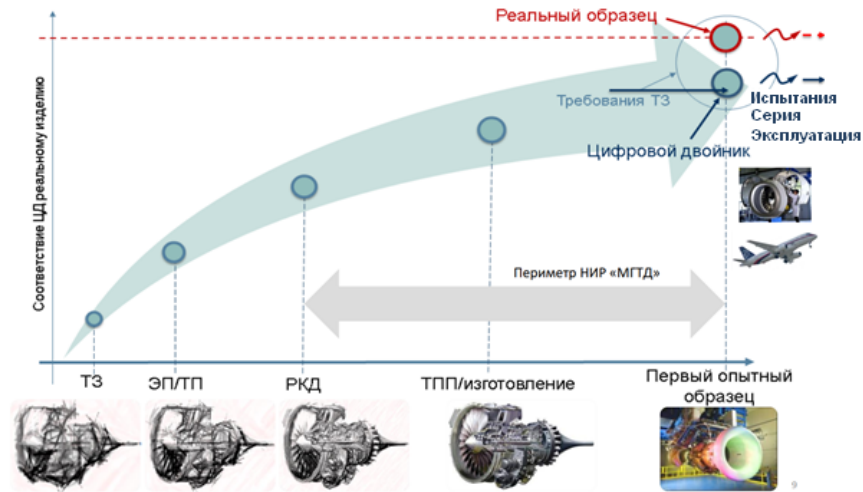 Реальный образец
Требования ТЗ
Испытания
Серия
Эксплуатация
Цифровой двойник
Соответствие ЦД реальному изделию
Периметр НИР «МГТД»
ТЗ
ЭП/ТП
РКД
ТПП/изготовление
Первый опытный
образец
9